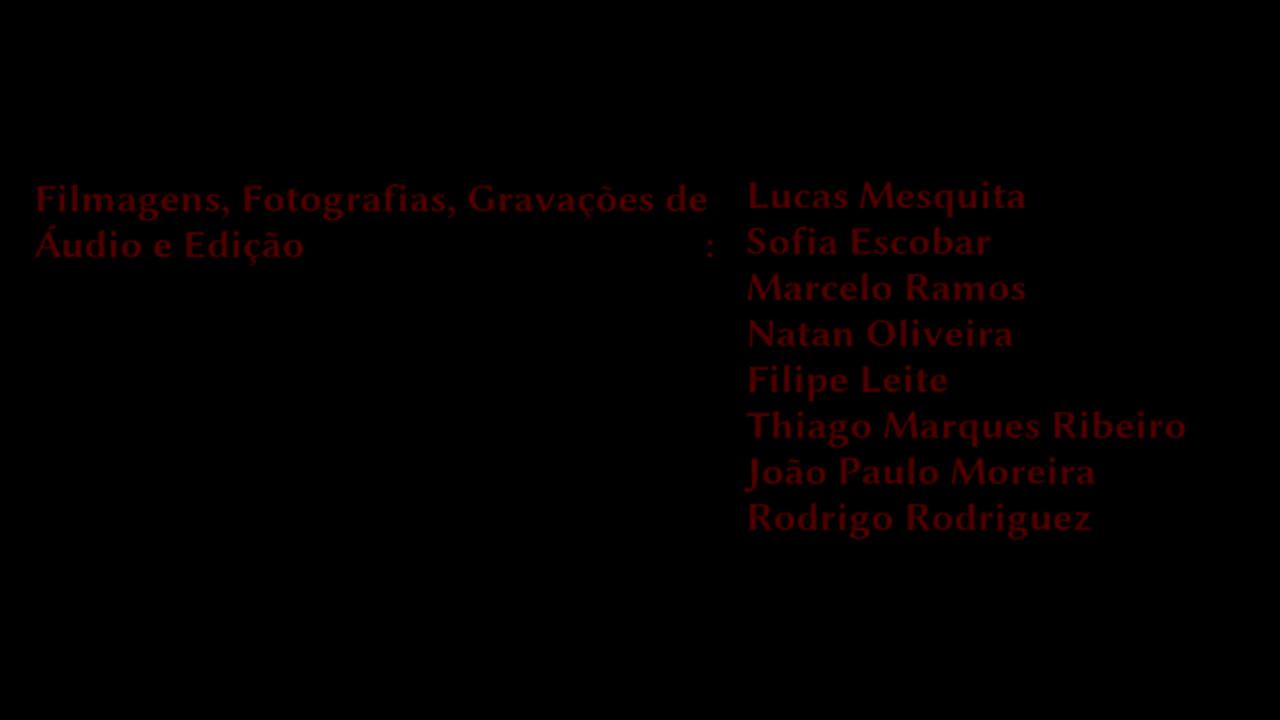 Filmagens, Fotografias, Gravações de
Áudio e Edição :
Lucas Mesquita
Sofia Escobar
Marcelo Ramos
Natan Oliveira
Filipe Leite
Thiago Marques Ribeiro
João Paulo Moreira
Rodrigo Rodriguez